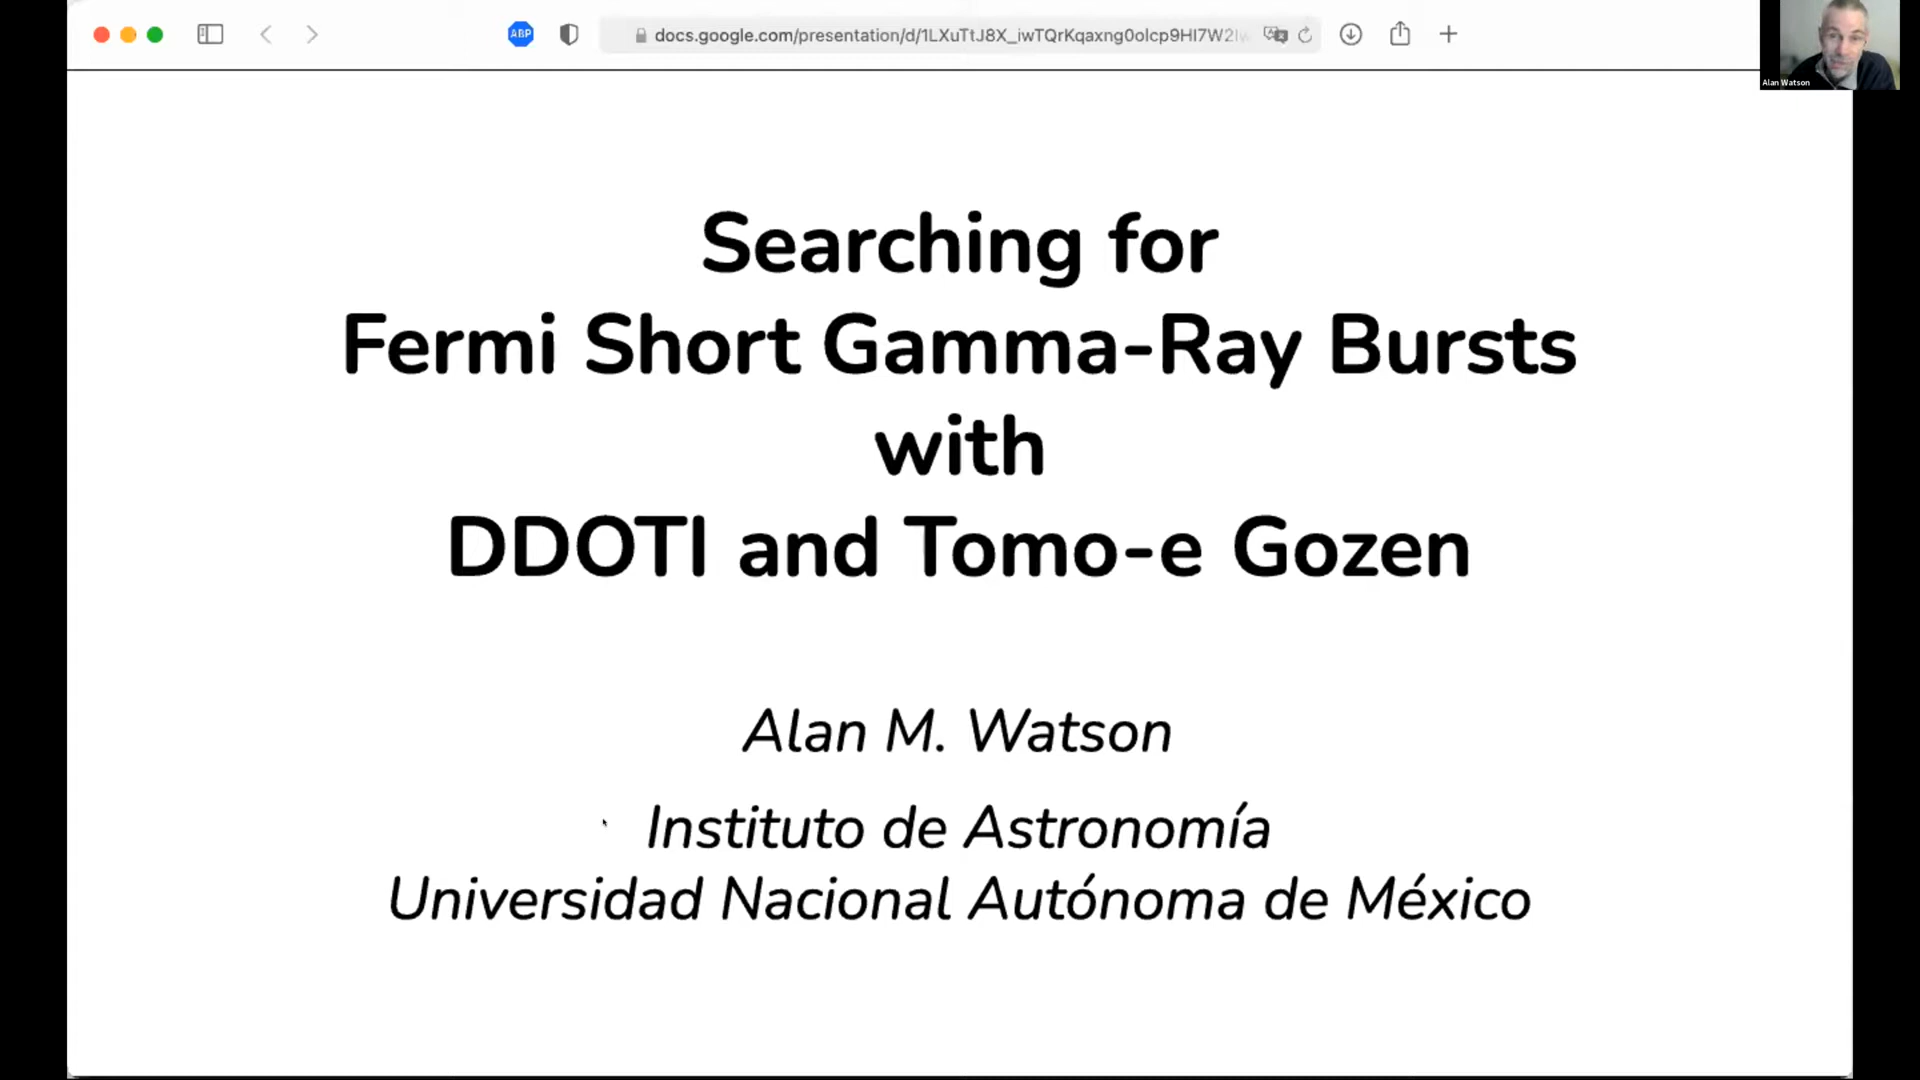 ABP
docs.google.com/presentation/d/1LXuTtJ8X_iwTQrKqaxng0olcp9HI7W2
Alan Watson
Searching for
Fermi Short Gamma-Ray Bursts
with
DDOTI and Tomo-e Gozen
Alan M. Watson
Instituto de Astronomía
Universidad Nacional Autónoma de México